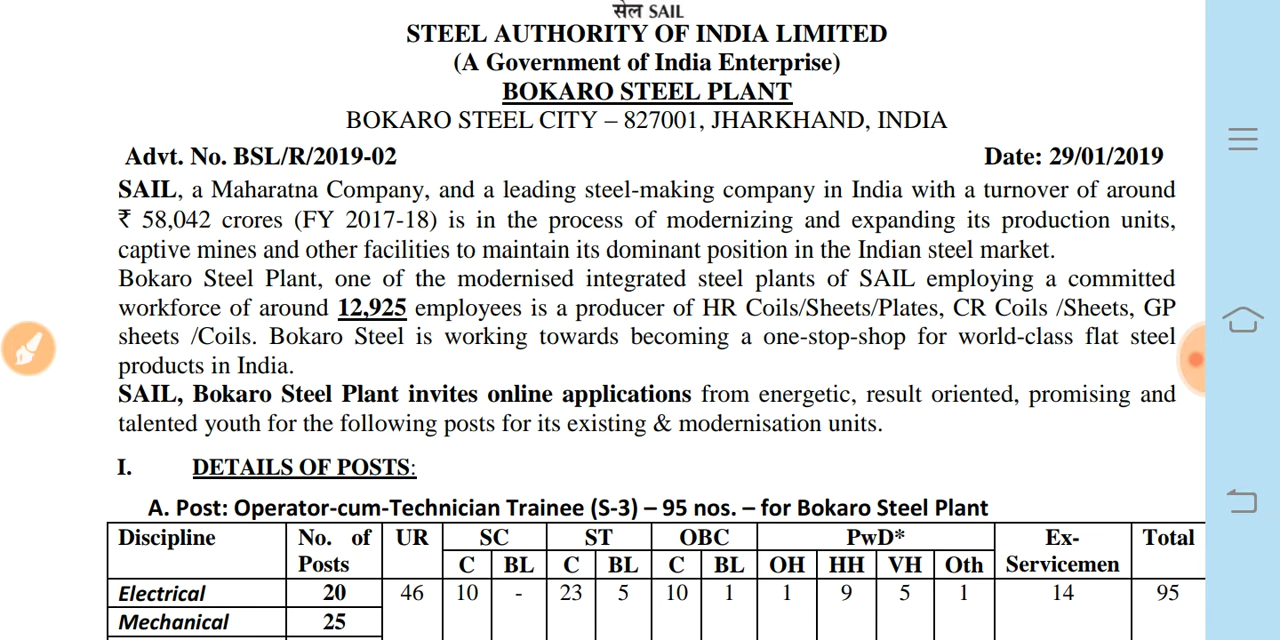 सेल SAIL
STEEL AUTHORITY OF INDIA LIMITED
(A Government of India Enterprise)
BOKARO STEEL PLANT
BOKARO STEEL CITY – 827001, JHARKHAND, INDIA
Advt. No. BSL/R/2019-02 Date: 29/01/2019
SAIL, a Maharatna Company, and a leading steel-making company in India with a turnover of around
₹ 58,042 crores (FY 2017-18) is in the process of modernizing and expanding its production units,
captive mines and other facilities to maintain its dominant position in the Indian steel market.
Bokaro Steel Plant, one of the modernised integrated steel plants of SAIL employing a committed
workforce of around 12,925 employees is a producer of HR Coils/Sheets/Plates, CR Coils /Sheets, GP
sheets /Coils. Bokaro Steel is working towards becoming a one-stop-shop for world-class flat steel
products in India.
SAIL, Bokaro Steel Plant invites online applications from energetic, result oriented, promising and
talented youth for the following posts for its existing & modernisation units.
I. DETAILS OF POSTS:
A. Post: Operator-cum-Technician Trainee (S-3) – 95 nos. – for Bokaro Steel Plant
Discipline No. of UR SC ST OBC PwD* Ex- Total
Posts C BL C BL C BL OH HH VH Oth Servicemen
Electrical 20 46 10 - 23 5 10 1 1 9 5 1 14 95
Mechanical 25